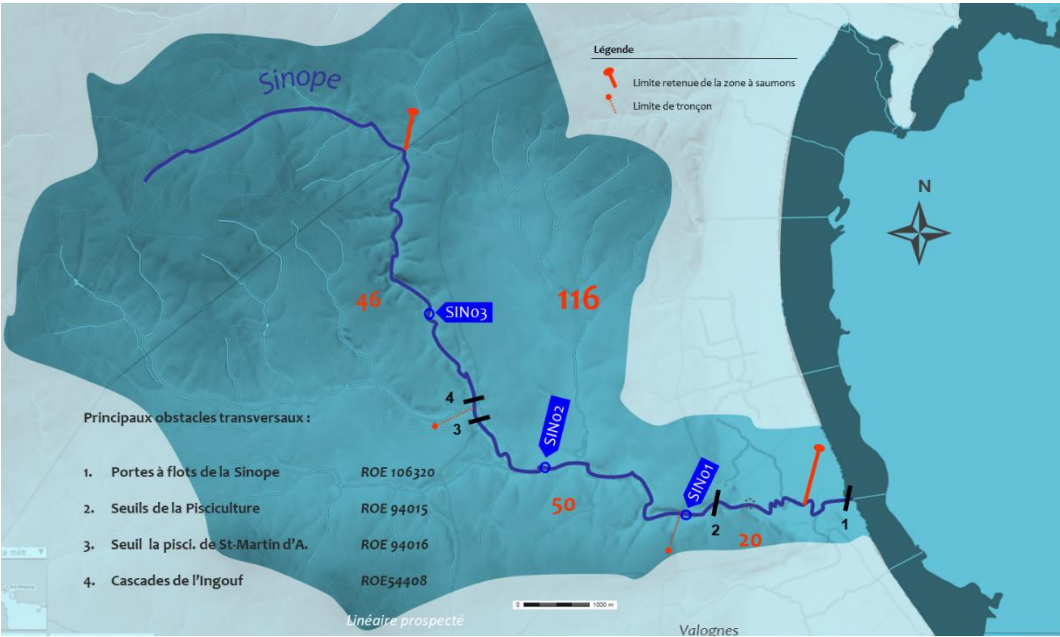 Légende
Sinope
Limite retenue de la zone à saumons
Limite de tronçon
N
46
116
SIN03
4
3
SIN02
SIN01
50
2
20
1
Principaux obstacles transversaux :
1. Portes à flots de la Sinope ROE 106320
2. Seuils de la Pisciculture ROE 94015
3. Seuil la pisci. de St-Martin d'A. ROE 94016
4. Cascades de l'Ingouf ROE54408
0 1000 m
Linéaire prospecté
Valognes